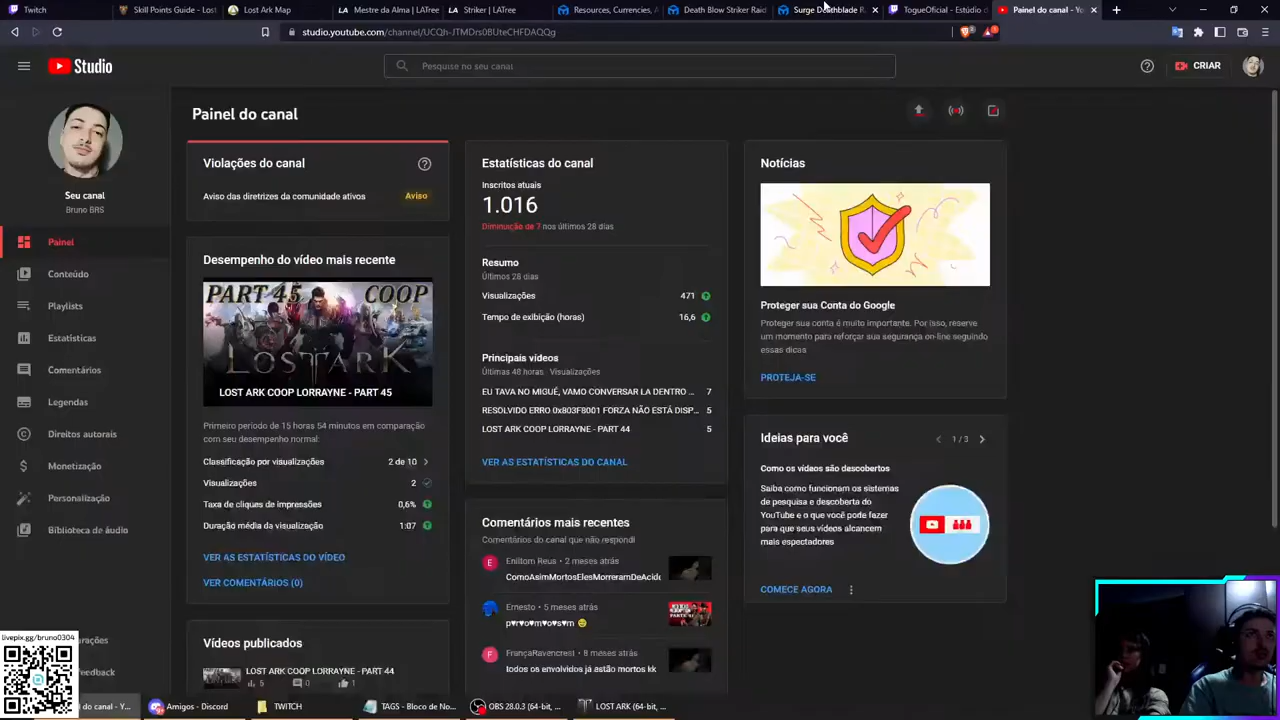 Twitch
Skill Points Guide - Lost
Lost Ark Map
Mestre da Alma | LATree
Striker | LATree
Resources, Currencies, A
Death Blow Striker Raid
Surge Deathblade R
TogueOficial - Estúdio d
Painel do canal - Yo
studio.youtube.com/channel/UCQh-JTMDrs0BUteCHFDAQQg
Studio
Pesquise no seu canal
CRIAR
Painel do canal
Seu canal
Bruno BRS
Painel
Conteúdo
Playlists
Estatísticas
Comentários
Legendas
Direitos autorais
Monetização
Personalização
Biblioteca de áudio
Violações do canal
Aviso das diretrizes da comunidade ativos
Aviso
Desempenho do vídeo mais recente
PART 45 COOP
LOST ARK
LOST ARK COOP LORRAYNE - PART 45
Primeiro período de 15 horas 54 minutos em comparação
com seu desempenho normal:
Classificação por visualizações 2 de 10
Visualizações 2
Taxa de cliques de impressões 0,6%
Duração média da visualização 1:07
VER AS ESTATÍSTICAS DO VÍDEO
VER COMENTÁRIOS (0)
Vídeos publicados
LOST ARK COOP LORRAYNE - PART 44
5 0 1
Estatísticas do canal
Inscritos atuais
1.016
Diminuição de 7 nos últimos 28 dias
Resumo
Últimos 28 dias
Visualizações 471
Tempo de exibição (horas) 16,6
Principais vídeos
Últimas 48 horas · Visualizações
EU TAVA NO MIGUÉ, VAMO CONVERSAR LA DENTRO ... 7
RESOLVIDO ERRO 0x803F8001 FORZA NÃO ESTÁ DISP... 5
LOST ARK COOP LORRAYNE - PART 44 5
VER AS ESTATÍSTICAS DO CANAL
Comentários mais recentes
Comentários do canal que não respondi
Eniltom Reus • 2 meses atrás
ComoAsimMortosElesMorreramDeAcide
Ernesto • 5 meses atrás
p♥r♥o♥m♥o♥s♥m
FrançaRavencrest • 8 meses atrás
todos os envolvidos já estão mortos kk
Notícias
Proteger sua Conta do Google
Proteger sua conta é muito importante. Por isso, reserve
um momento para reforçar sua segurança on-line seguindo
essas dicas
PROTEJA-SE
Ideias para você
1 / 3
Como os vídeos são descobertos
Saiba como funcionam os sistemas
de pesquisa e descoberta do
YouTube e o que você pode fazer
para que seus vídeos alcancem
mais espectadores
COMECE AGORA
livepix.gg/bruno0304
urações
eedback
do canal - Y...
Amigos - Discord
TWITCH
TAGS - Bloco de No...
OBS 28.0.3 (64-bit, ...
LOST ARK (64-bit, ...